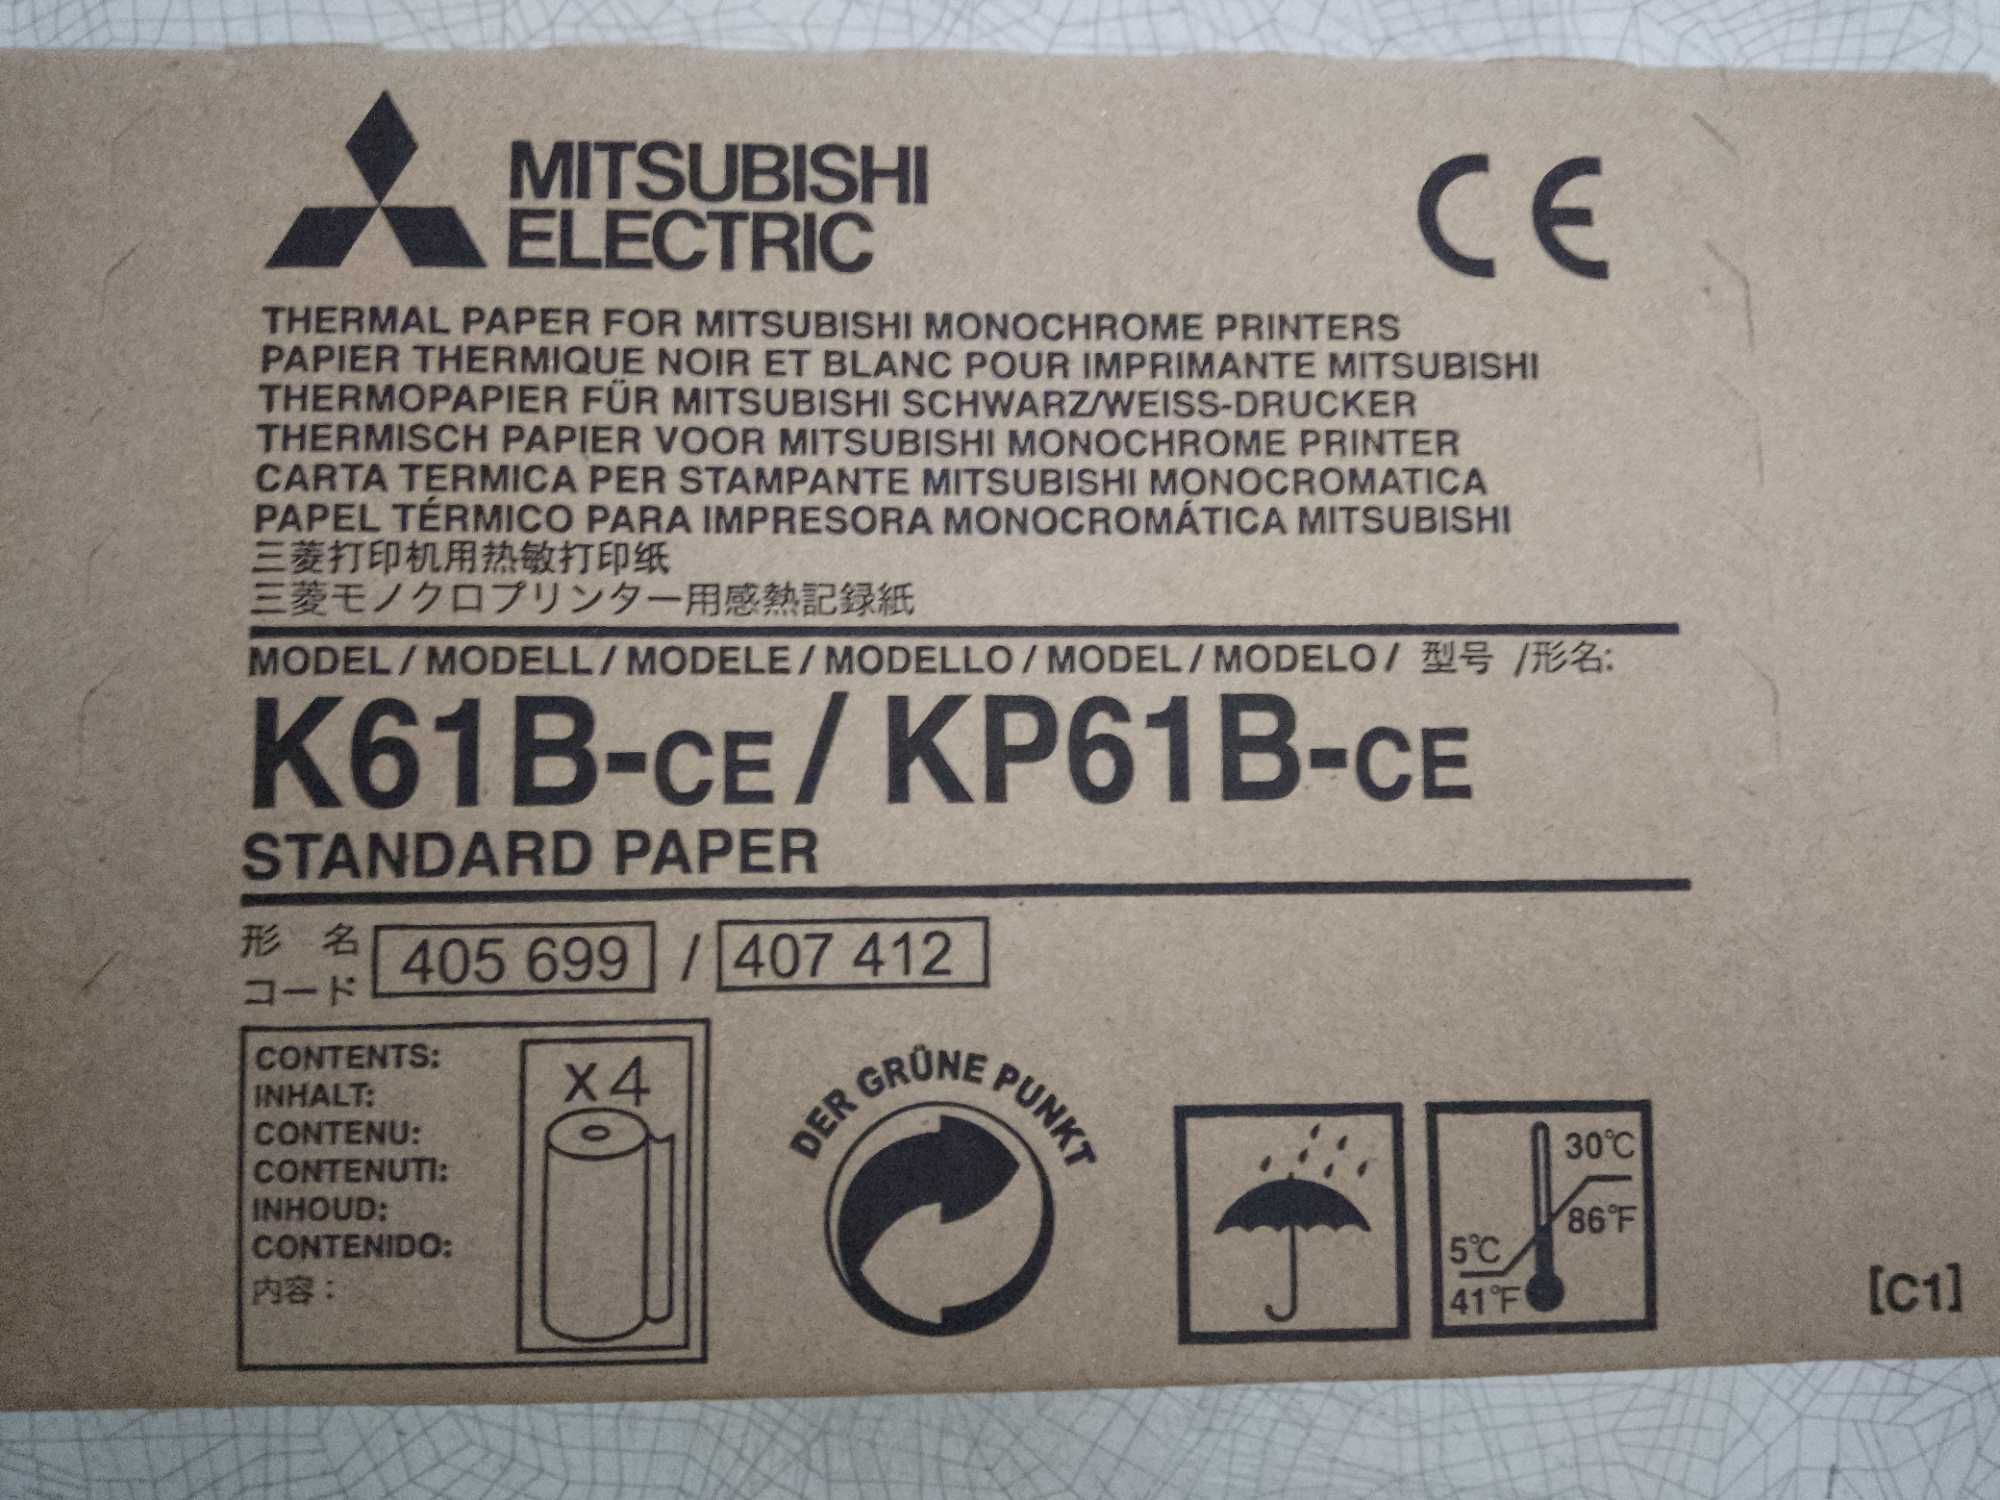 MITSUBISHI
ELECTRIC
CE
THERMAL PAPER FOR MITSUBISHI MONOCHROME PRINTERS
PAPIER THERMIQUE NOIR ET BLANC POUR IMPRIMANTE MITSUBISHI
THERMOPAPIER FÜR MITSUBISHI SCHWARZ/WEISS-DRUCKER
THERMISCH PAPIER VOOR MITSUBISHI MONOCHROME PRINTER
CARTA TERMICA PER STAMPANTE MITSUBISHI MONOCROMATICA
PAPEL TÉRMICO PARA IMPRESORA MONOCROMÁTICA MITSUBISHI
三菱打印机用热敏打印纸
三菱モノクロプリンター用感熱記録紙
MODEL / MODELL / MODELE / MODELLO / MODEL / MODELO / 型号 /形名:
K61B-CE / KP61B-CE
STANDARD PAPER
形名 405 699 / 407 412
コード
CONTENTS:
INHALT:
CONTENU:
CONTENUTI:
INHOUD:
CONTENIDO:
内容：
X4
DER GRÜNE PUNKT
30°C
86°F
5°C
41°F
[C1]